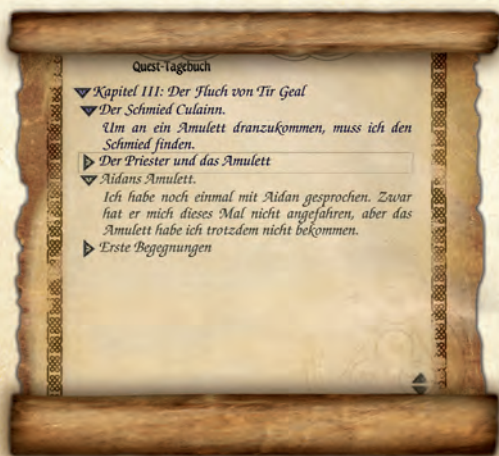 Quest-Tagebuch
Kapitel III: Der Fluch von Tir Geal
Der Schmied Culainn.
Um an ein Amulett dranzukommen, muss ich den
Schmied finden.
Der Priester und das Amulett
Aidans Amulett.
Ich habe noch einmal mit Aidan gesprochen. Zwar
hat er mich dieses Mal nicht angefahren, aber das
Amulett habe ich trotzdem nicht bekommen.
Erste Begegnungen